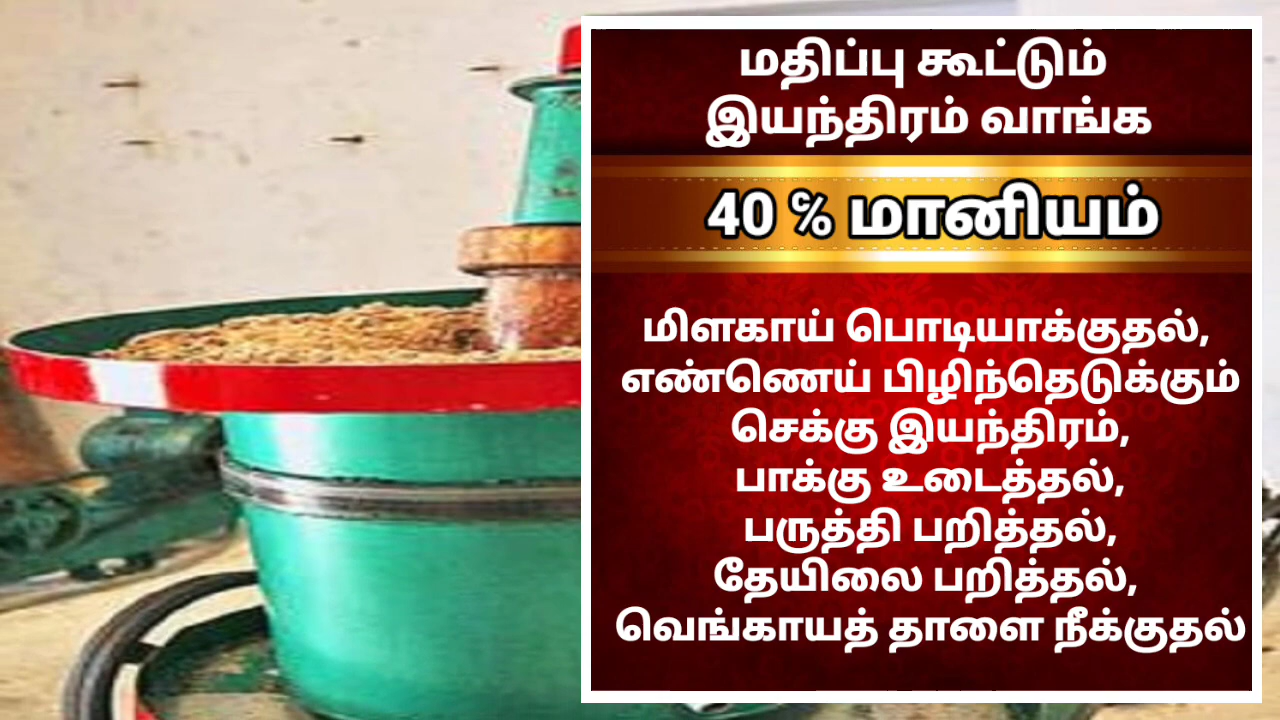 மதிப்பு கூட்டும்
இயந்திரம் வாங்க
40 % மானியம்
மிளகாய் பொடியாக்குதல்,
எண்ணெய் பிழிந்தெடுக்கும்
செக்கு இயந்திரம்,
பாக்கு உடைத்தல்,
பருத்தி பறித்தல்,
தேயிலை பறித்தல்,
வெங்காயத் தாளை நீக்குதல்